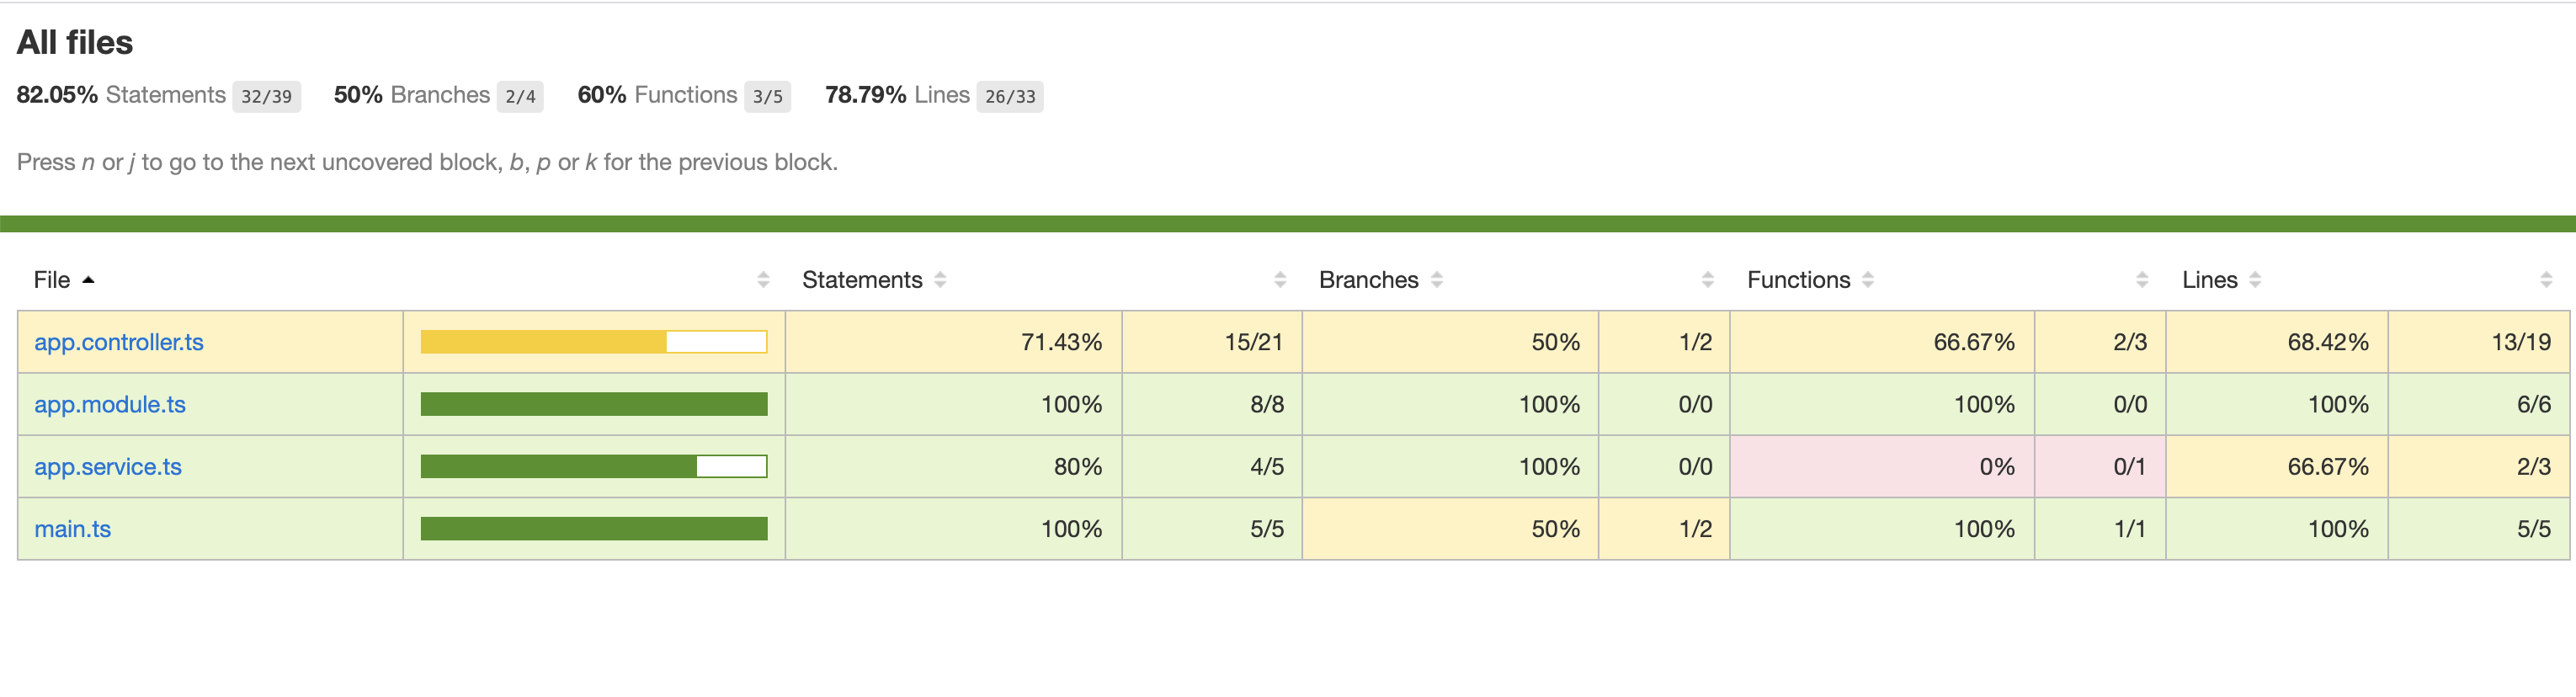 All files
82.05% Statements 32/39 50% Branches 2/4 60% Functions 3/5 78.79% Lines 26/33
Press n or j to go to the next uncovered block, b, p or k for the previous block.
File Statements Branches Functions Lines
app.controller.ts 71.43% 15/21 50% 1/2 66.67% 2/3 68.42% 13/19
app.module.ts 100% 8/8 100% 0/0 100% 0/0 100% 6/6
app.service.ts 80% 4/5 100% 0/0 0% 0/1 66.67% 2/3
main.ts 100% 5/5 50% 1/2 100% 1/1 100% 5/5